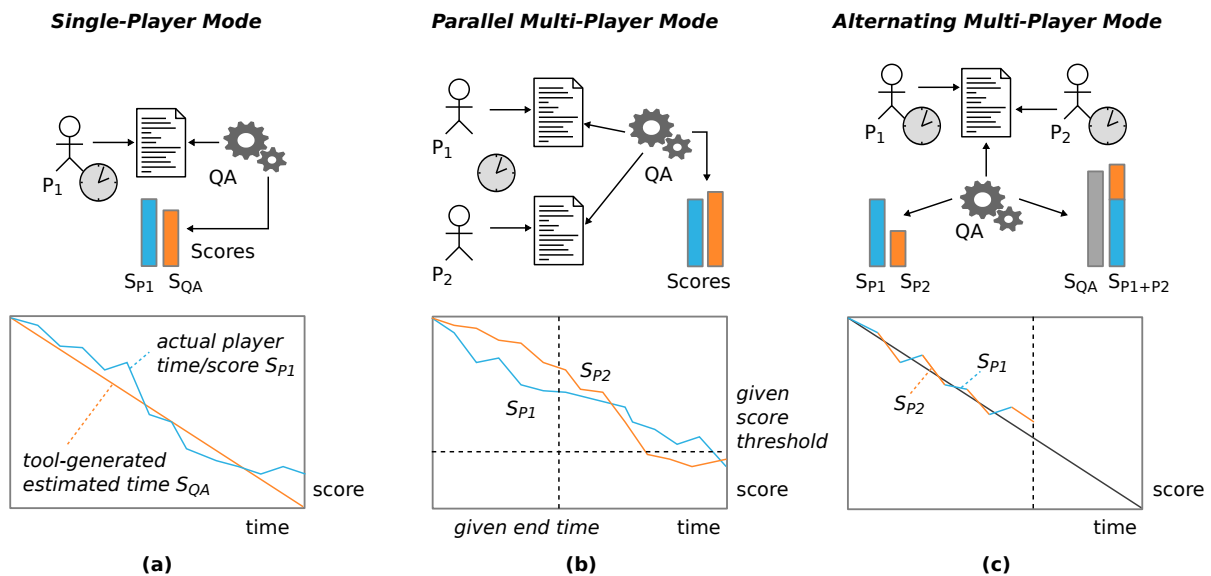 Single-Player Mode
P1
QA
Scores
SP1
SQA
actual player
time/score SP1
tool-generated
estimated time SQA
score
time
(a)
Parallel Multi-Player Mode
P1
QA
P2
Scores
SP2
SP1
given
score
threshold
score
given end time
time
(b)
Alternating Multi-Player Mode
P1
P2
QA
SP1
SP2
SQA
SP1+P2
SP1
SP2
score
time
(c)